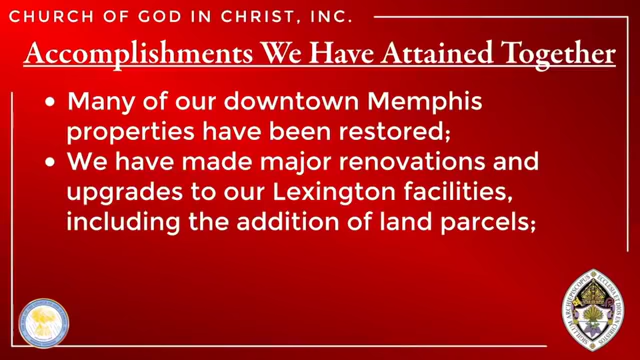 CHURCH OF GOD IN CHRIST, INC.
Accomplishments We Have Attained Together
• Many of our downtown Memphis
properties have been restored;
• We have made major renovations and
upgrades to our Lexington facilities,
including the addition of land parcels;